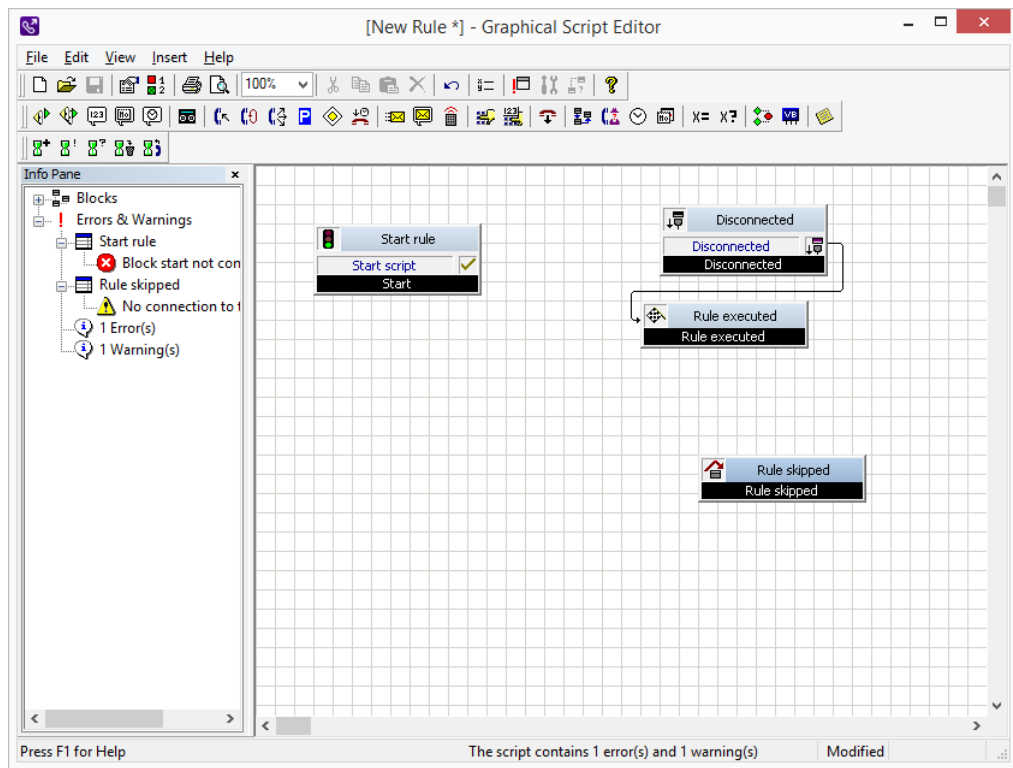 [New Rule *] - Graphical Script Editor
File Edit View Insert Help
100%
Info Pane
Blocks
Errors & Warnings
Start rule
Block start not con
Rule skipped
No connection to t
1 Error(s)
1 Warning(s)
Start rule
Start script
Start
Disconnected
Disconnected
Disconnected
Rule executed
Rule executed
Rule skipped
Rule skipped
Press F1 for Help
The script contains 1 error(s) and 1 warning(s)
Modified